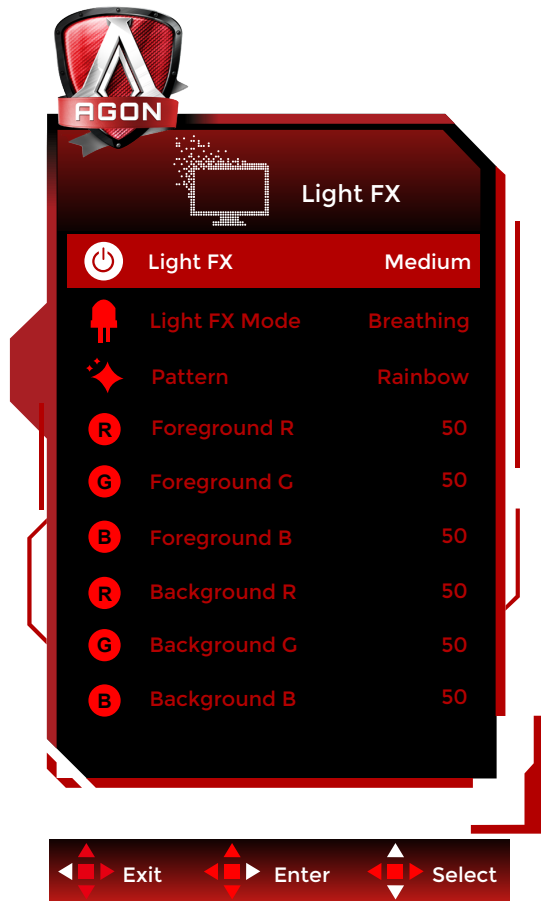 AGON
Light FX
Light FX Medium
Light FX Mode Breathing
Pattern Rainbow
R Foreground R 50
G Foreground G 50
B Foreground B 50
R Background R 50
G Background G 50
B Background B 50
Exit Enter Select